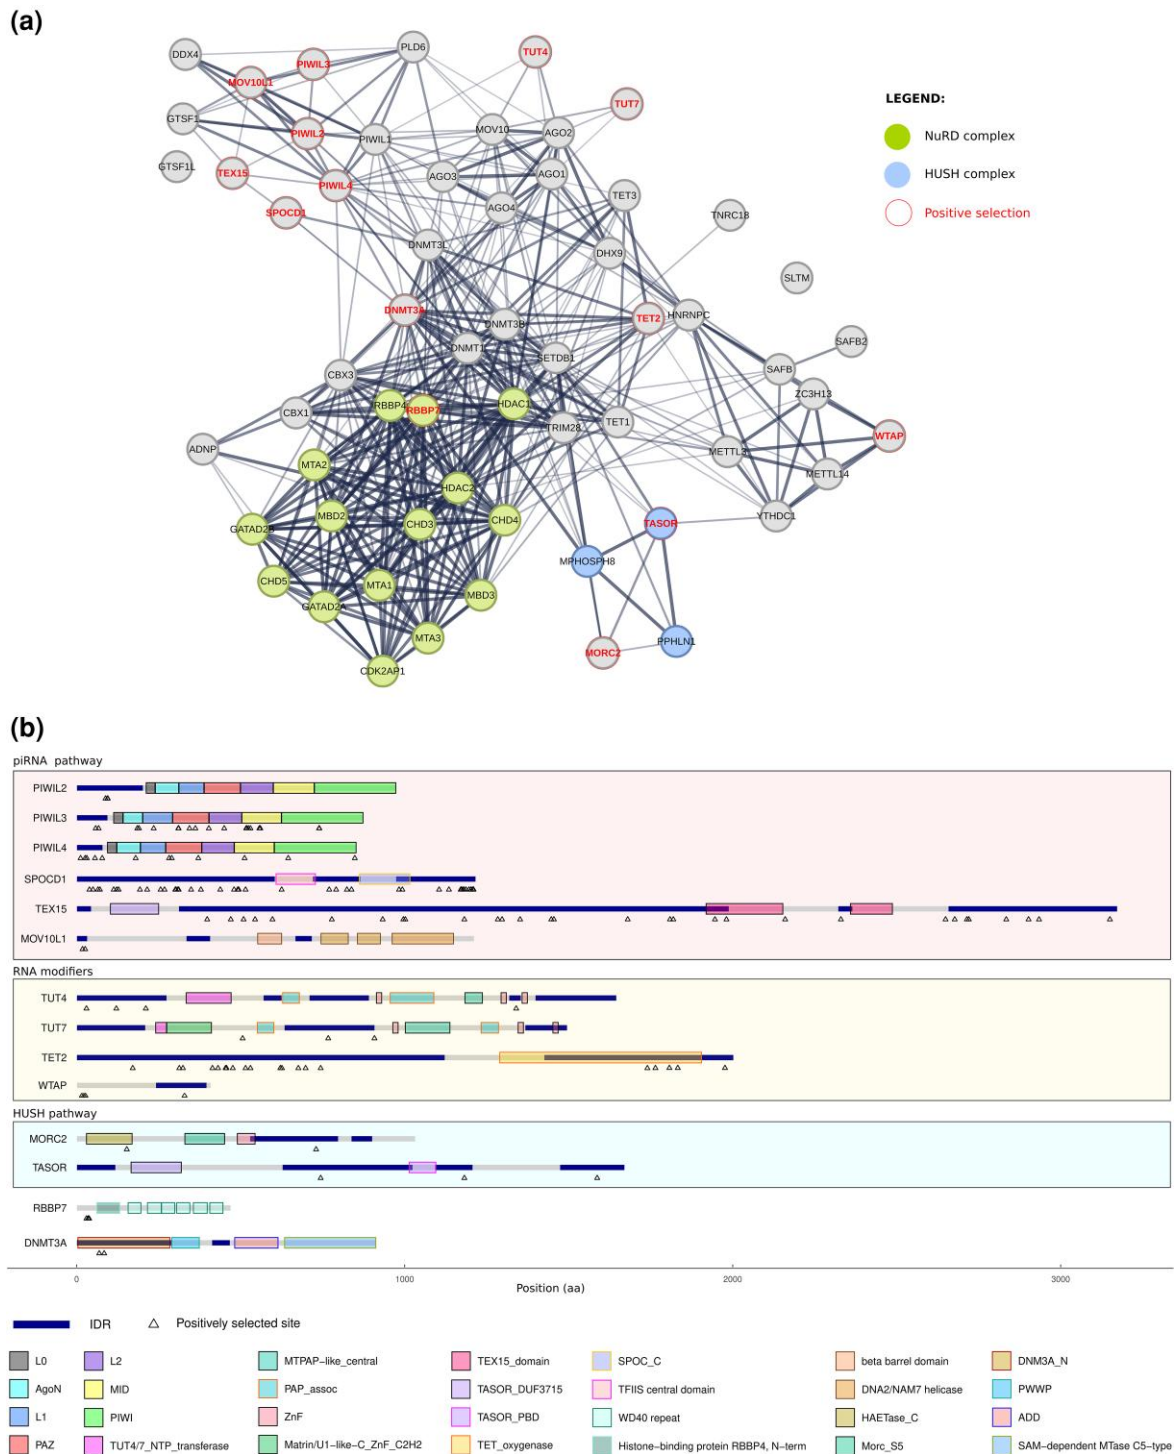 (a)
LEGEND:
NuRD complex
HUSH complex
Positive selection
DDX4
PIWIL3
PLD6
TUT4
MOV10L1
TUT7
GTSF1
PIWIL2
PIWIL1
MOV10
AGO2
GTSF1L
TEX15
PIWIL4
AGO3
AGO1
TET3
SPOCD1
AGO4
TNRC18
DNMT3L
DHX9
SLTM
DNMT3A
DNMT3B
TET2
HNRNPC
DNMT1
SETDB1
SAFB2
CBX3
SAFB
ZC3H13
CBX1
RBBP4
RBBP7
HDAC1
TRIM28
TET1
WTAP
ADNP
METTL3
MTA2
METTL14
HDAC2
MBD2
CHD3
CHD4
TASOR
YTHDC1
GATAD2B
MPHOSPH8
CHD5
MTA1
MBD3
GATAD2A
MTA3
PPHLN1
MORC2
CDK2AP1
(b)
piRNA pathway
PIWIL2
PIWIL3
PIWIL4
SPOCD1
TEX15
MOV10L1
RNA modifiers
TUT4
TUT7
TET2
WTAP
HUSH pathway
MORC2
TASOR
RBBP7
DNMT3A
0 1000 2000 3000
Position (aa)
IDR
Positively selected site
L0 L2 MTPAP−like_central TEX15_domain SPOC_C beta barrel domain DNM3A_N
AgoN MID PAP_assoc TASOR_DUF3715 TFIIS central domain DNA2/NAM7 helicase PWWP
L1 PIWI ZnF TASOR_PBD WD40 repeat HAETase_C ADD
PAZ TUT4/7_NTP_transferase Matrin/U1−like−C_ZnF_C2H2 TET_oxygenase Histone−binding protein RBBP4, N−term Morc_S5 SAM−dependent MTase C5−type